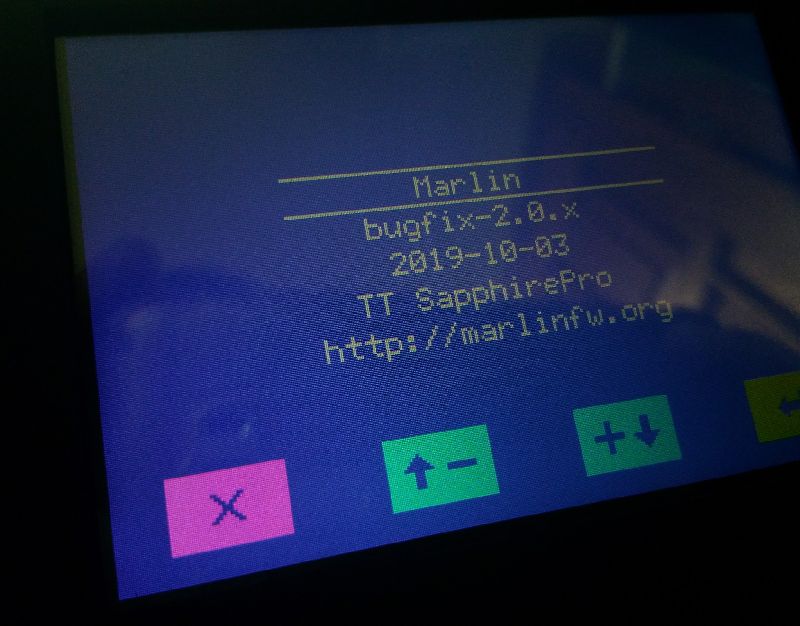 Marlin
bugfix-2.0.x
2019-10-03
TT SapphirePro
http://marlinfw.org
X
↑−
+↓
←